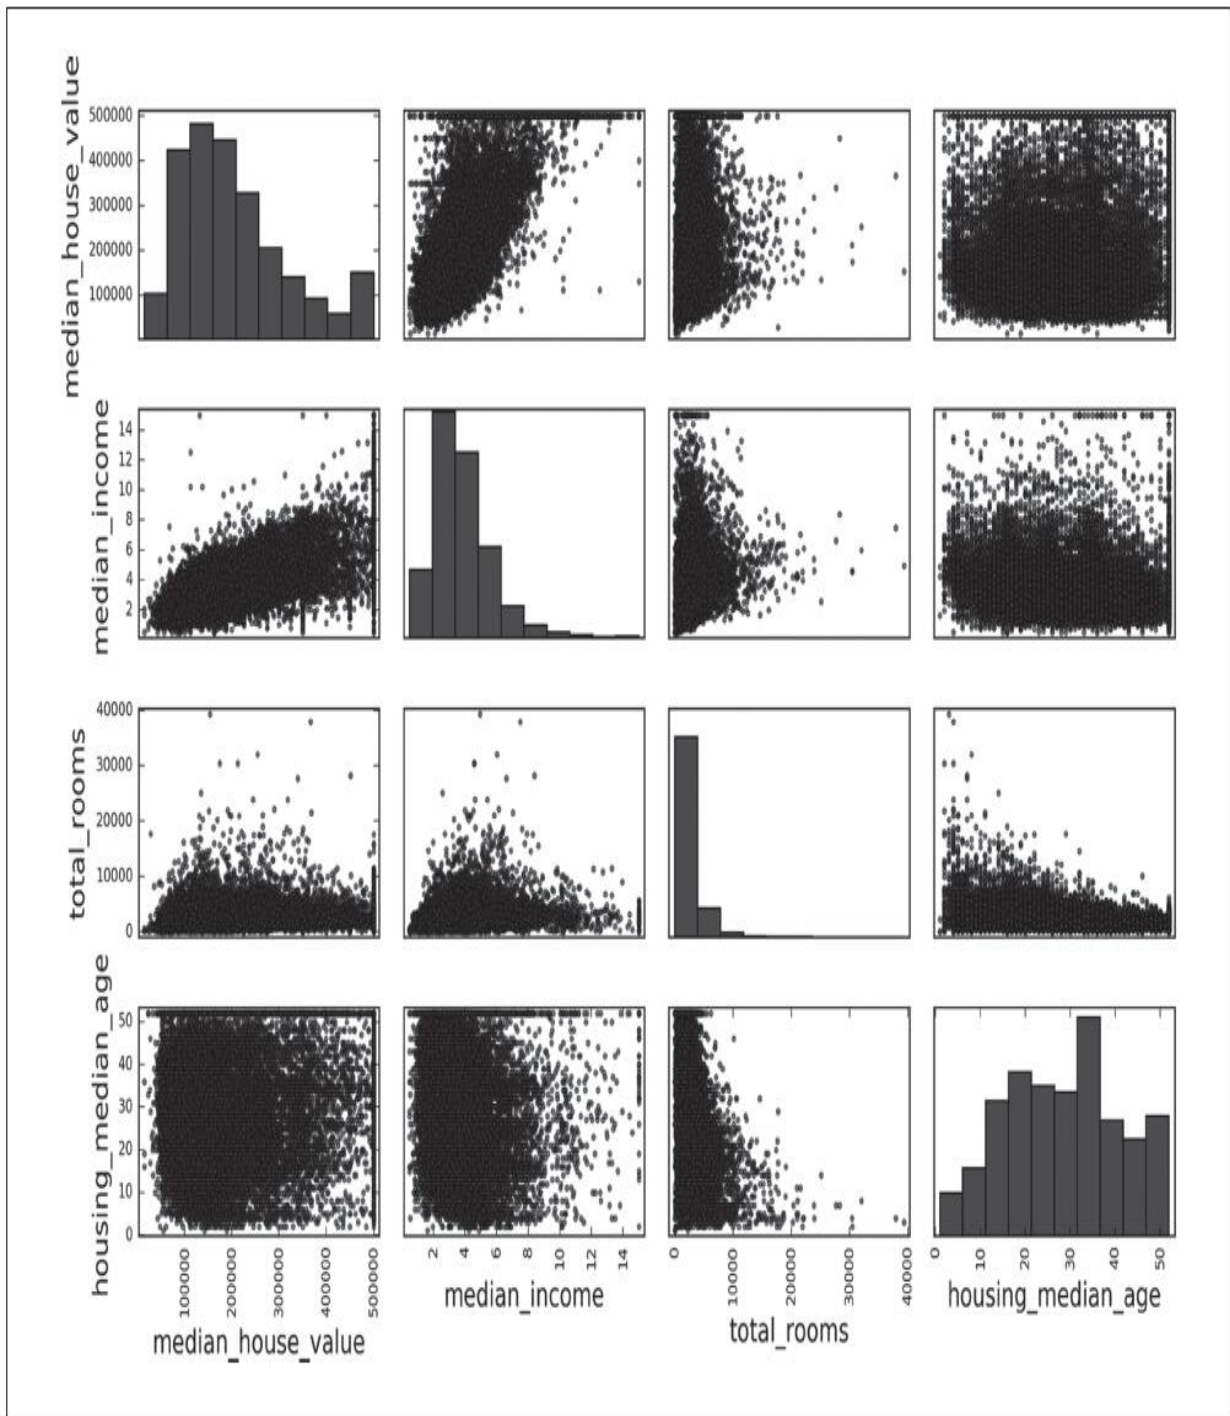 median_house_value
500000
400000
300000
200000
100000
median_income
14
12
10
8
6
4
2
total_rooms
40000
30000
20000
10000
0
housing_median_age
50
40
30
20
10
0
100000 200000 300000 400000 500000
median_house_value
2 4 6 8 10 12 14
median_income
0 10000 20000 30000 40000
total_rooms
0 10 20 30 40 50
housing_median_age